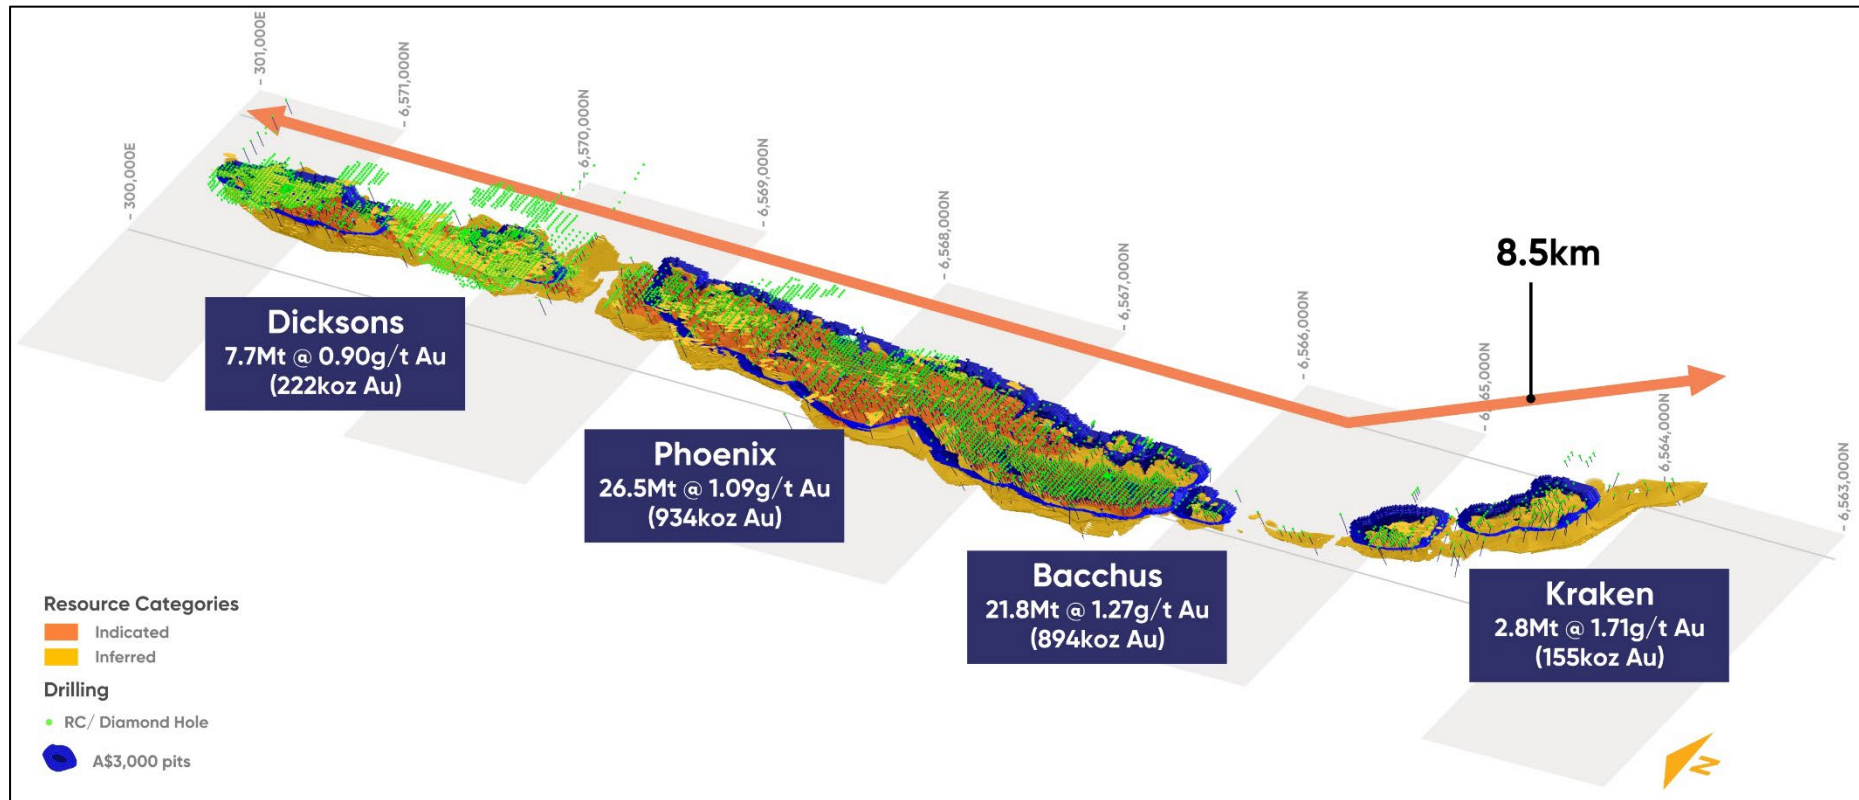 - 301,000E
- 6,571,000N
- 300,000E
- 6,570,000N
- 6,569,000N
- 6,568,000N
- 6,567,000N
- 6,566,000N
8.5km
- 6,565,000N
- 6,564,000N
- 6,563,000N
Dicksons
7.7Mt @ 0.90g/t Au
(222koz Au)
Phoenix
26.5Mt @ 1.09g/t Au
(934koz Au)
Bacchus
21.8Mt @ 1.27g/t Au
(894koz Au)
Kraken
2.8Mt @ 1.71g/t Au
(155koz Au)
Resource Categories
Indicated
Inferred
Drilling
RC/ Diamond Hole
A$3,000 pits
N